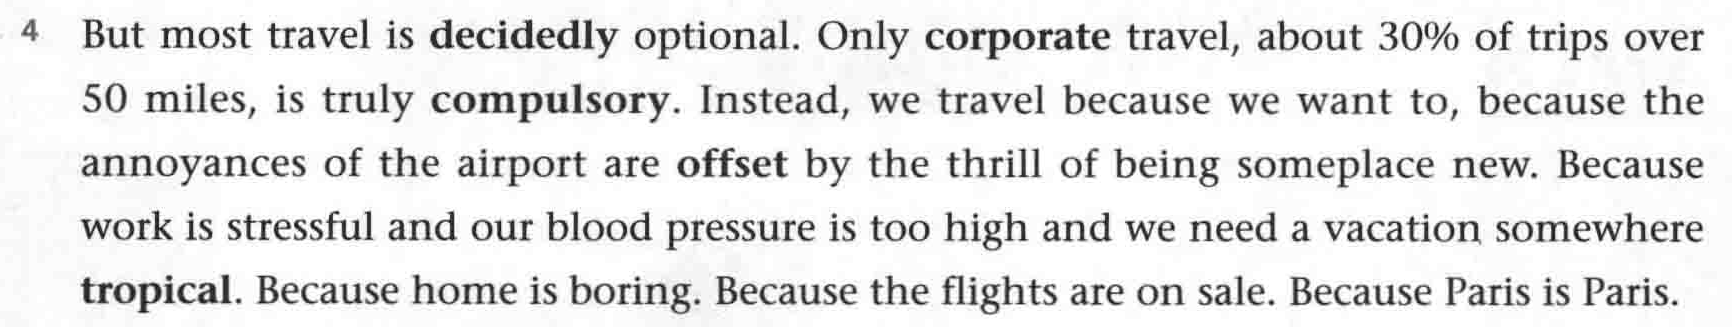 4 But most travel is decidedly optional. Only corporate travel, about 30% of trips over
50 miles, is truly compulsory. Instead, we travel because we want to, because the
annoyances of the airport are offset by the thrill of being someplace new. Because
work is stressful and our blood pressure is too high and we need a vacation somewhere
tropical. Because home is boring. Because the flights are on sale. Because Paris is Paris.